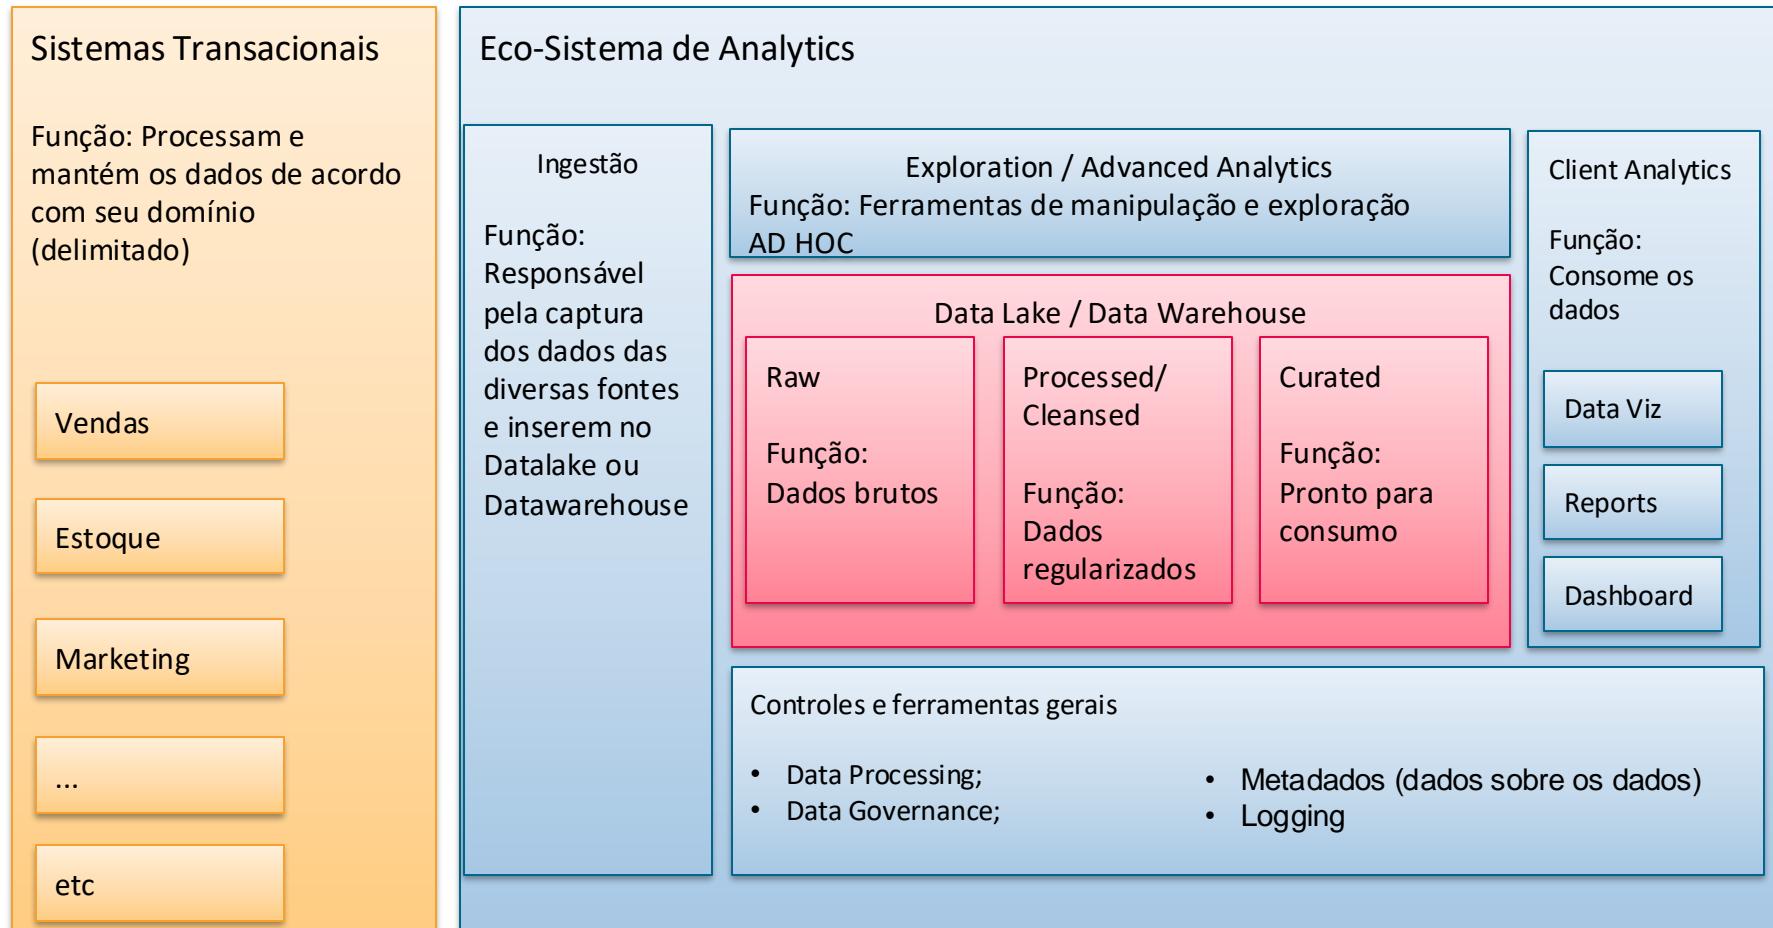 Sistemas Transacionais
Função: Processam e
mantém os dados de acordo
com seu domínio
(delimitado)
Vendas
Estoque
Marketing
...
etc
Eco-Sistema de Analytics
Ingestão
Função:
Responsável
pela captura
dos dados das
diversas fontes
e inserem no
Datalake ou
Datawarehouse
Exploration / Advanced Analytics
Função: Ferramentas de manipulação e exploração
AD HOC
Data Lake / Data Warehouse
Raw
Função:
Dados brutos
Processed/
Cleansed
Função:
Dados
regularizados
Curated
Função:
Pronto para
consumo
Client Analytics
Função:
Consome os
dados
Data Viz
Reports
Dashboard
Controles e ferramentas gerais
• Data Processing;
• Data Governance;
• Metadados (dados sobre os dados)
• Logging